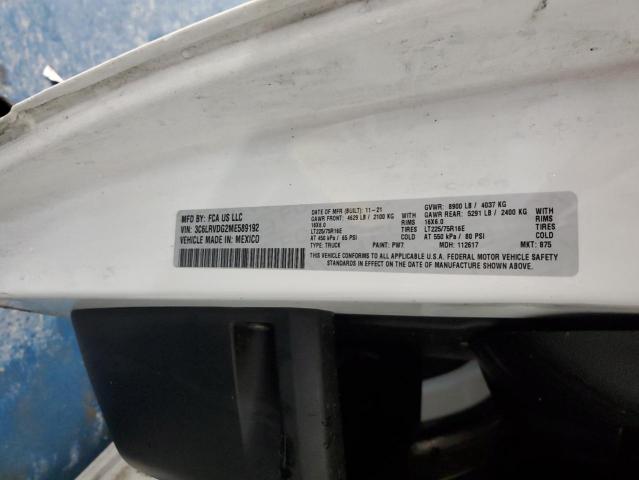 MFD BY: FCA US LLC
VIN: 3C6LRVDG2ME589192
VEHICLE MADE IN: MEXICO
DATE OF MFR (BUILT): 11-21 GVWR: 8900 LB / 4037 KG
GAWR FRONT: 4629 LB / 2100 KG WITH GAWR REAR: 5291 LB / 2400 KG WITH
16X6.0 RIMS 16X6.0 RIMS
LT225/75R16E TIRES LT225/75R16E TIRES
AT 450 kPa / 65 PSI COLD AT 550 kPa / 80 PSI COLD
TYPE: TRUCK PAINT: PW7 MDH: 112617 MKT: 875
THIS VEHICLE CONFORMS TO ALL APPLICABLE U.S.A. FEDERAL MOTOR VEHICLE SAFETY
STANDARDS IN EFFECT ON THE DATE OF MANUFACTURE SHOWN ABOVE.